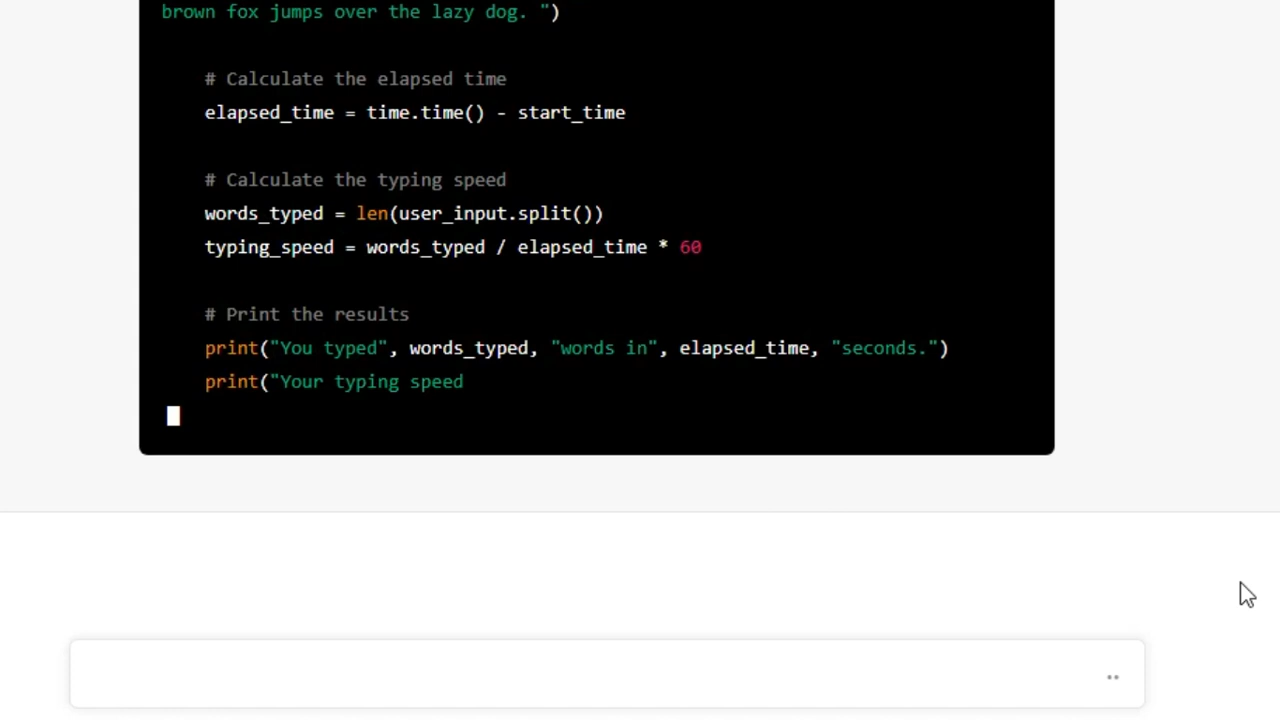 brown fox jumps over the lazy dog. ")
# Calculate the elapsed time
elapsed_time = time.time() - start_time
# Calculate the typing speed
words_typed = len(user_input.split())
typing_speed = words_typed / elapsed_time * 60
# Print the results
print("You typed", words_typed, "words in", elapsed_time, "seconds.")
print("Your typing speed